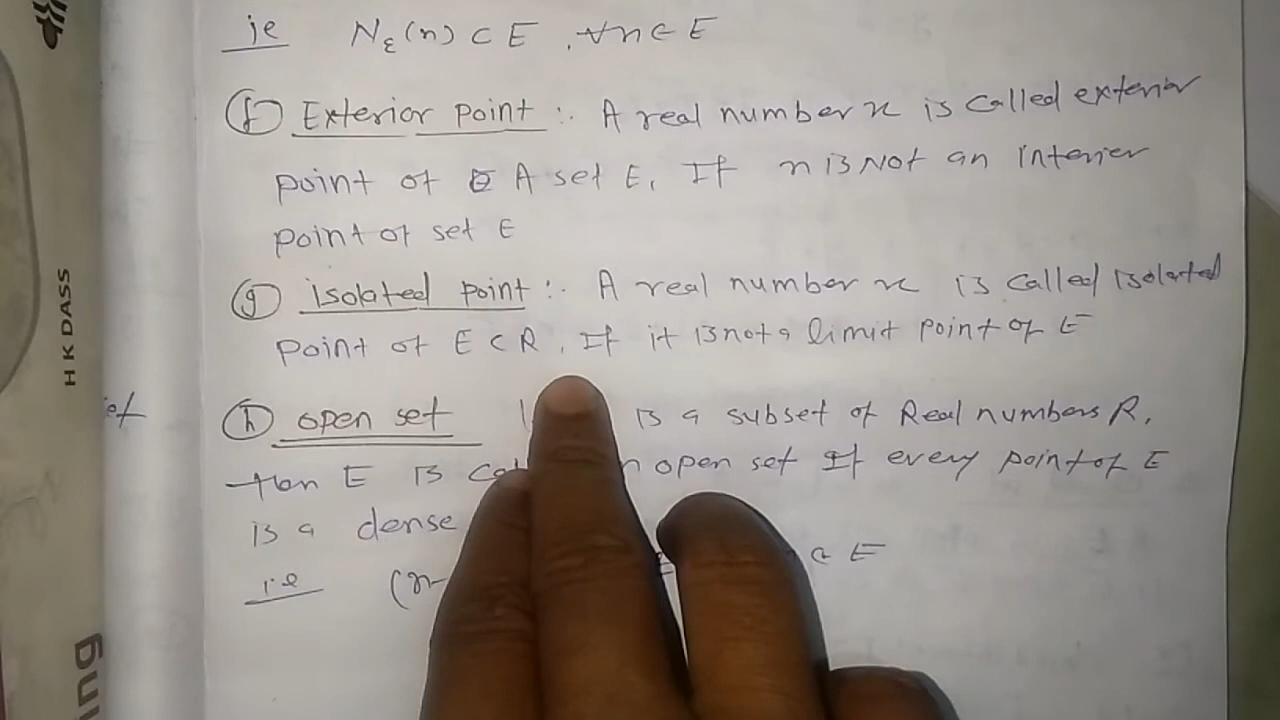 ie Nε(x) ⊂ E, ∀x ∈ E
(f) Exterior point :. A real number x is called exterior
point of A set E, If x is Not an interier
point of set E
(g) isolated point :. A real number x is called isolated
point of E ⊂ R, If it is not a limit point of E
(h) open set is a subset of Real numbers R,
then E is open set If every point of E
is a dense
i.e ∈ E
H K DASS
ing